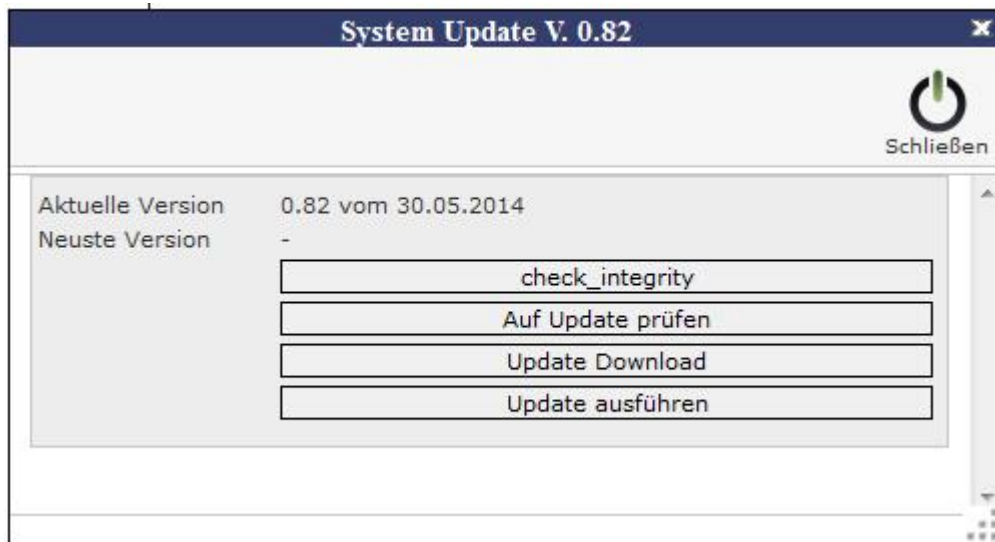 System Update V. 0.82
Schließen
Aktuelle Version 0.82 vom 30.05.2014
Neuste Version -
check_integrity
Auf Update prüfen
Update Download
Update ausführen